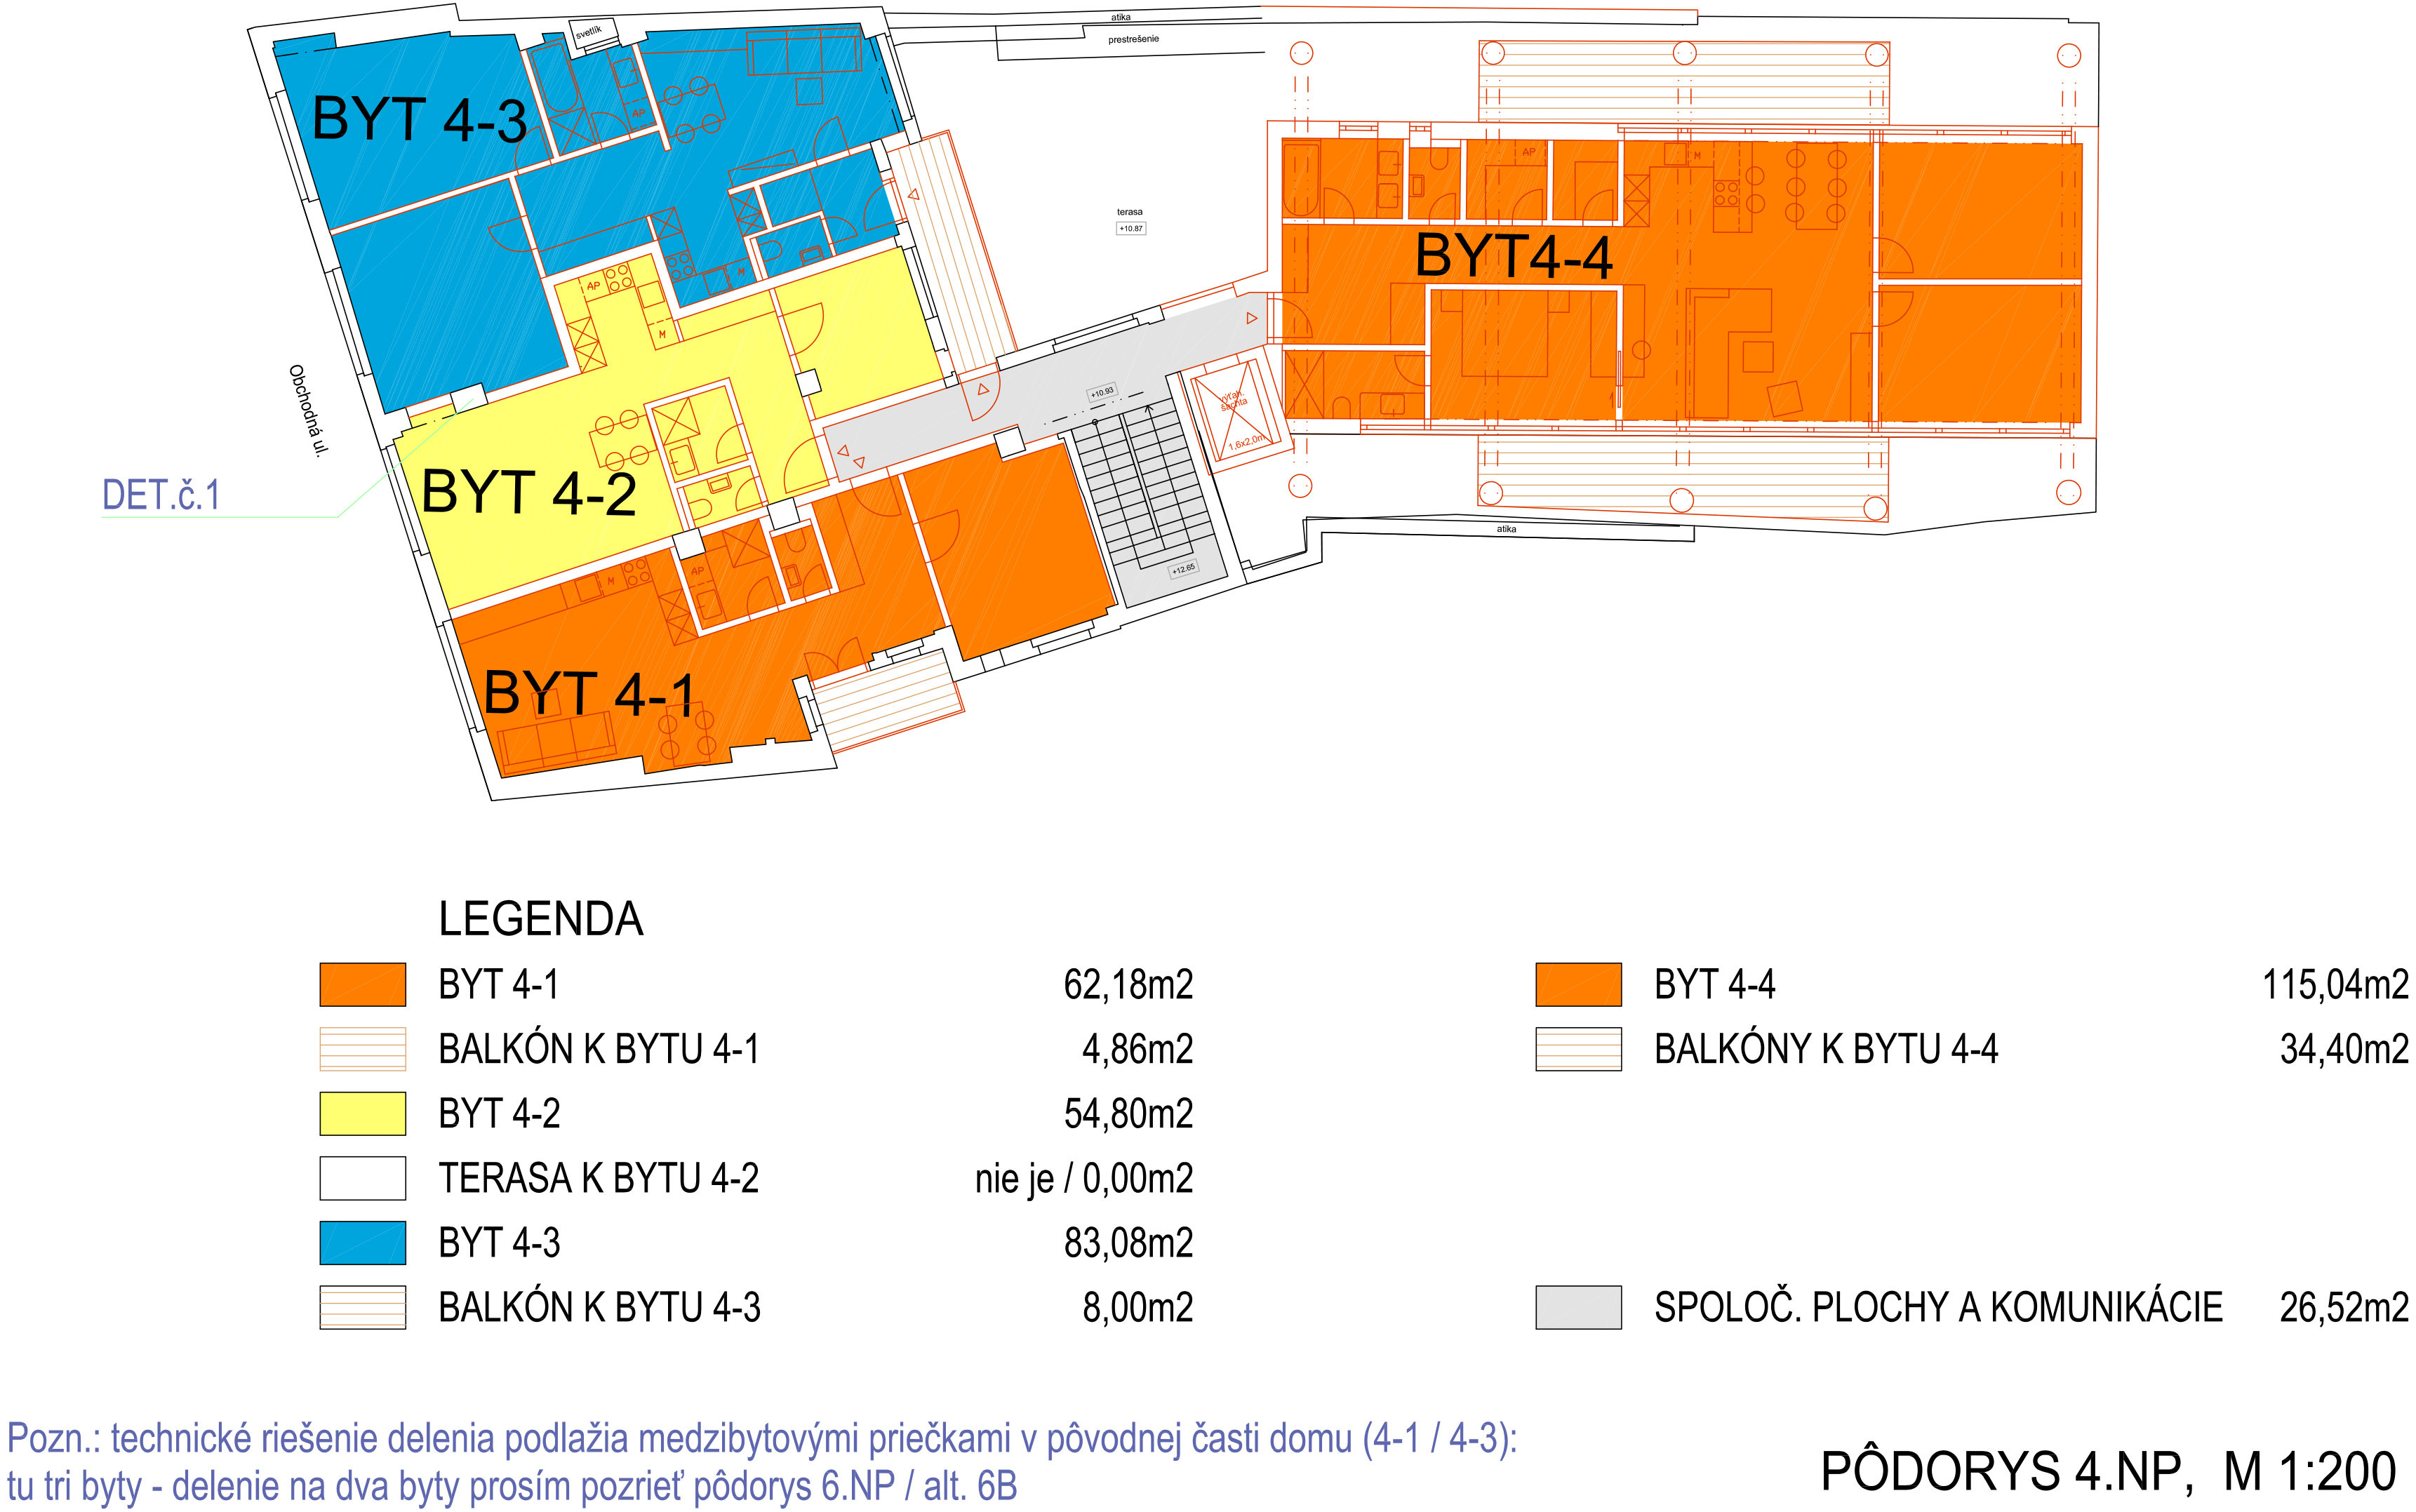 svetlík
atika
prestrešenie
BYT 4-3
AP
AP
M
terasa
+10.87
BYT4-4
M
AP
M
Obchodná ul.
+10.93
výťah.
šachta
1,6x2,0m
BYT 4-2
DET.č.1
atika
+12.65
AP
M
BYT 4-1
LEGENDA
BYT 4-1 62,18m2
BALKÓN K BYTU 4-1 4,86m2
BYT 4-2 54,80m2
TERASA K BYTU 4-2 nie je / 0,00m2
BYT 4-3 83,08m2
BALKÓN K BYTU 4-3 8,00m2
BYT 4-4 115,04m2
BALKÓNY K BYTU 4-4 34,40m2
SPOLOČ. PLOCHY A KOMUNIKÁCIE 26,52m2
Pozn.: technické riešenie delenia podlažia medzibytovými priečkami v pôvodnej časti domu (4-1 / 4-3):
tu tri byty - delenie na dva byty prosím pozrieť pôdorys 6.NP / alt. 6B
PÔDORYS 4.NP, M 1:200